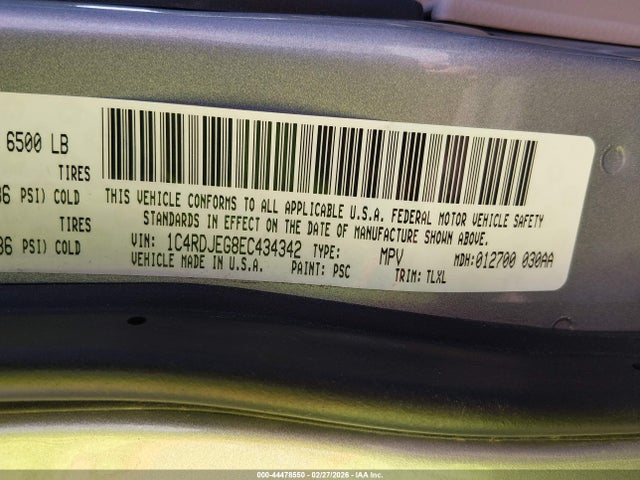 6500 LB
TIRES
36 PSI) COLD
TIRES
36 PSI) COLD
THIS VEHICLE CONFORMS TO ALL APPLICABLE U.S.A. FEDERAL MOTOR VEHICLE SAFETY
STANDARDS IN EFFECT ON THE DATE OF MANUFACTURE SHOWN ABOVE.
VIN: 1C4RDJEG8EC434342 TYPE: MPV MDH:012700 030AA
VEHICLE MADE IN U.S.A. PAINT: PSC TRIM: TLXL
000-44478550 - 02/27/2026 - IAA Inc.